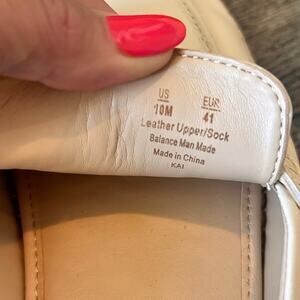 US EUR
10M 41
Leather Upper/Sock
Balance Man Made
Made in China
KAI